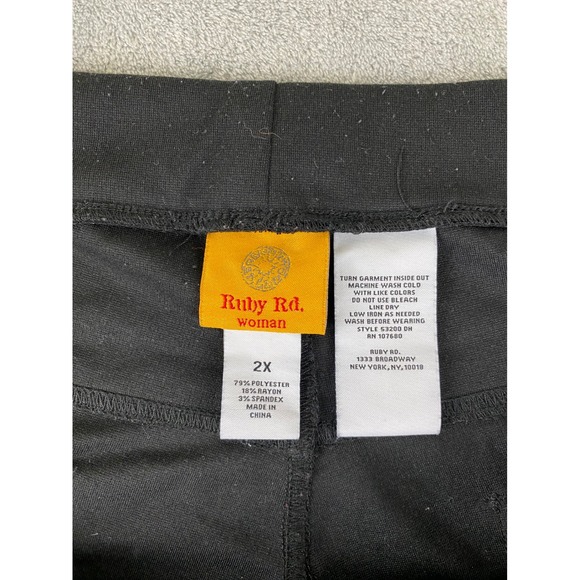 Ruby Rd.
woman
2X
79% POLYESTER
18% RAYON
3% SPANDEX
MADE IN
CHINA
TURN GARMENT INSIDE OUT
MACHINE WASH COLD
WITH LIKE COLORS
DO NOT USE BLEACH
LINE DRY
LOW IRON AS NEEDED
WASH BEFORE WEARING
STYLE 53200 DH
RN 107680
RUBY RD.
1333 BROADWAY
NEW YORK, NY, 10018